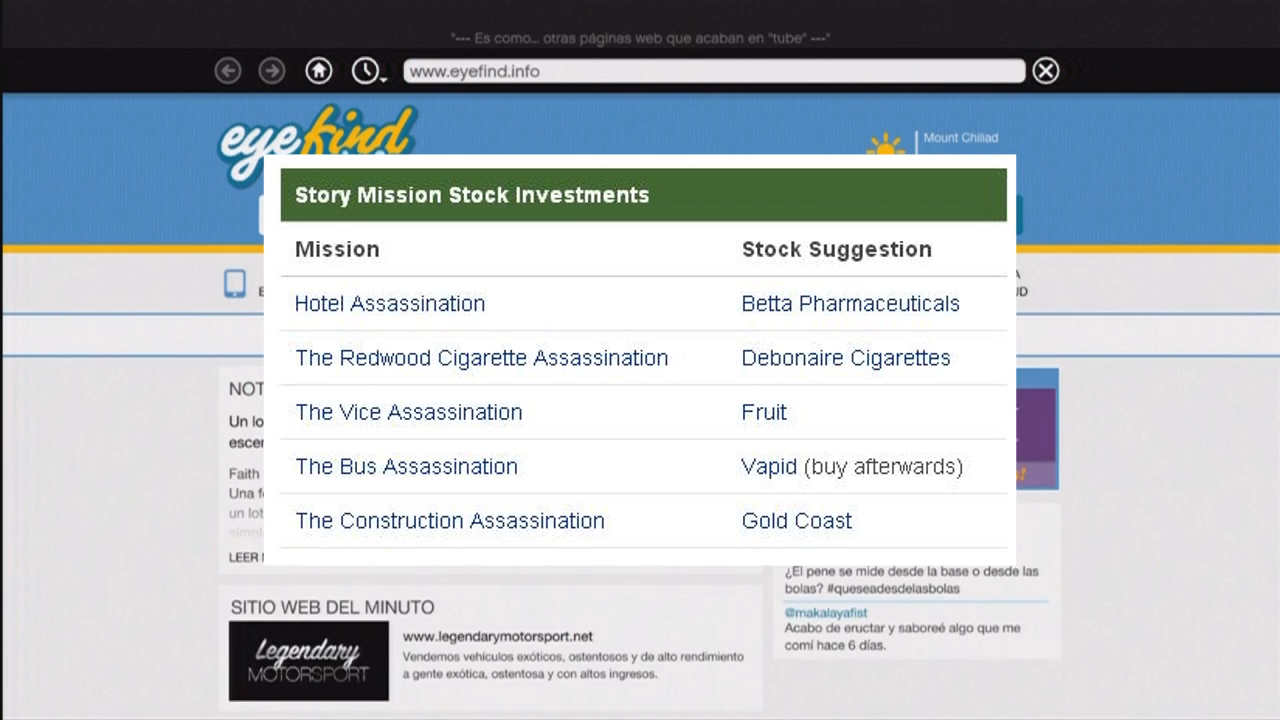 "--- Es como... otras páginas web que acaban en "tube" ---"
www.eyefind.info
eyefind
Mount Chiliad
Story Mission Stock Investments
Mission Stock Suggestion
Hotel Assassination Betta Pharmaceuticals
The Redwood Cigarette Assassination Debonaire Cigarettes
The Vice Assassination Fruit
The Bus Assassination Vapid (buy afterwards)
The Construction Assassination Gold Coast
NOT
Un lo
escer
Faith
Una f
un lot
simpl
LEER
¿El pene se mide desde la base o desde las
bolas? #queseadesdelasbolas
@makalayafist
Acabo de eructar y saboreé algo que me
comí hace 6 días.
SITIO WEB DEL MINUTO
Legendary
MOTORSPORT
www.legendarymotorsport.net
Vendemos vehículos exóticos, ostentosos y de alto rendimiento
a gente exótica, ostentosa y con altos ingresos.